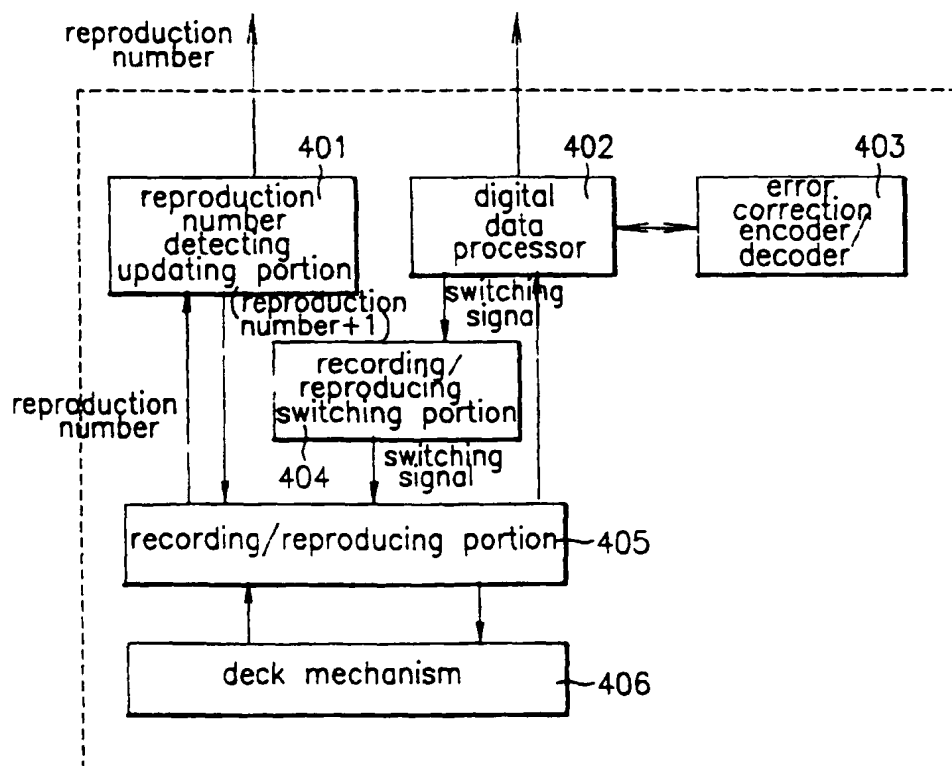 reproduction
number
401
402
403
reproduction
number
detecting
updating portion
digital
data
processor
error
correction
encoder/
decoder
(reproduction
number+1)
switching
signal
recording/
reproducing
switching portion
404
reproduction
number
switching
signal
recording/reproducing portion
405
deck mechanism
406